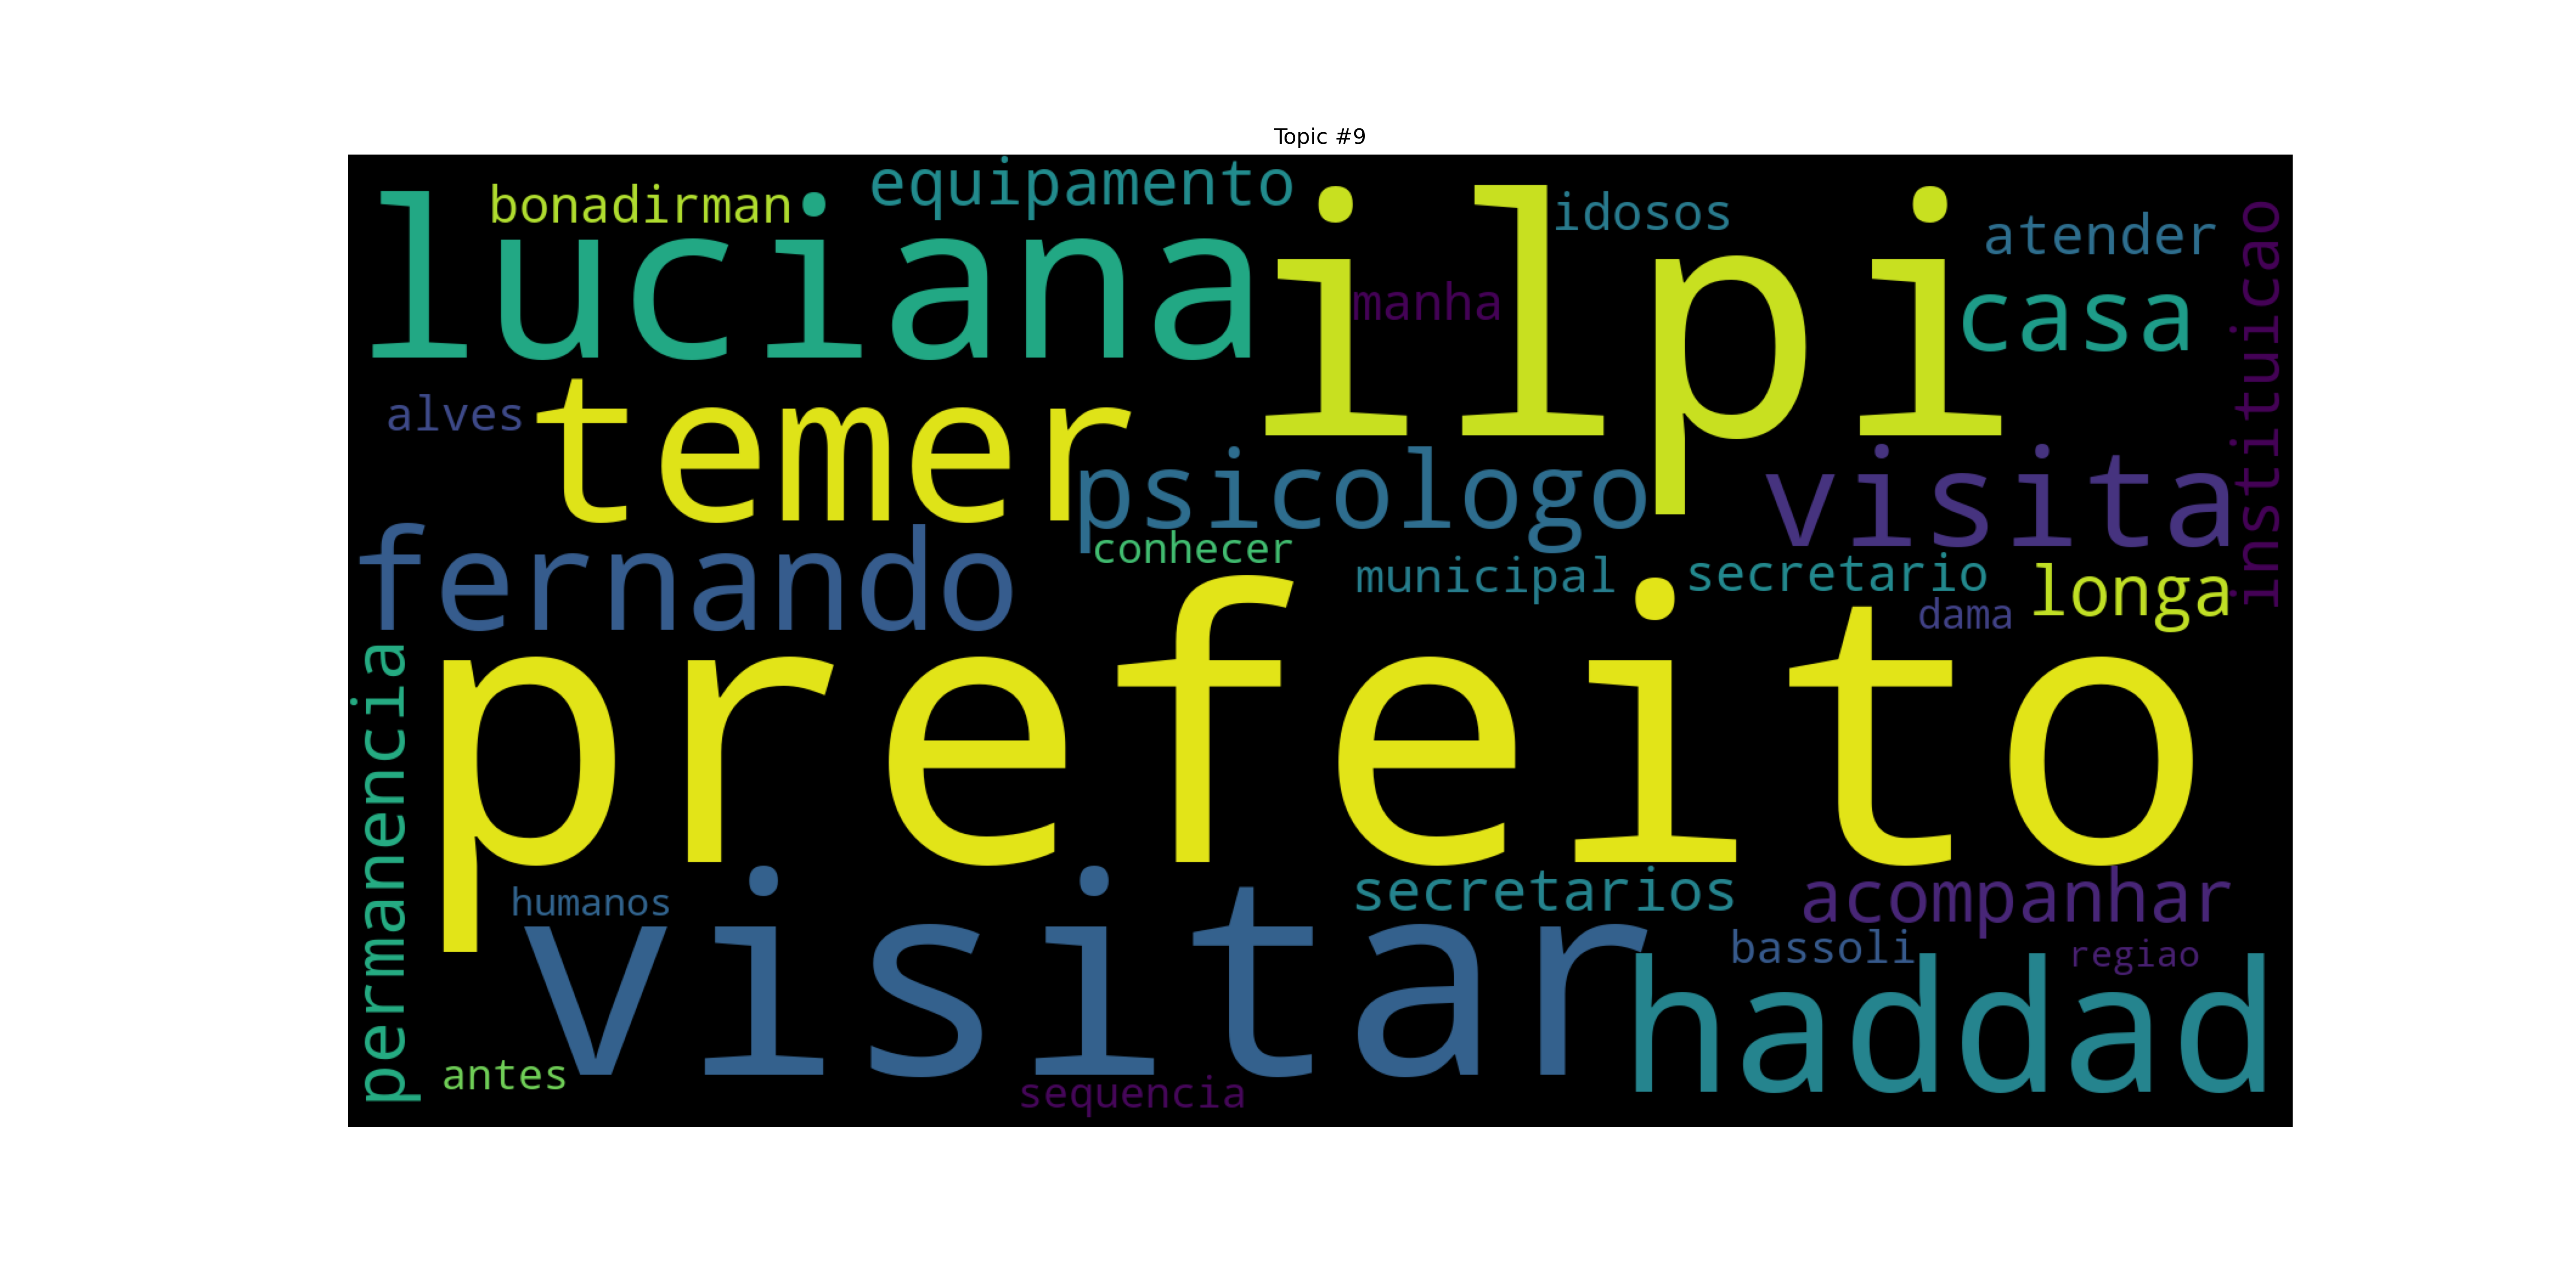 Topic #9
equipamento
bonadirman
idosos
atender
luciana
ilpi
manha
casa
instituicao
alves
temer
psicologo
visita
fernando
conhecer
municipal
secretario
longa
dama
prefeito
permanencia
humanos
secretarios
acompanhar
visitar
bassoli
regiao
haddad
antes
sequencia